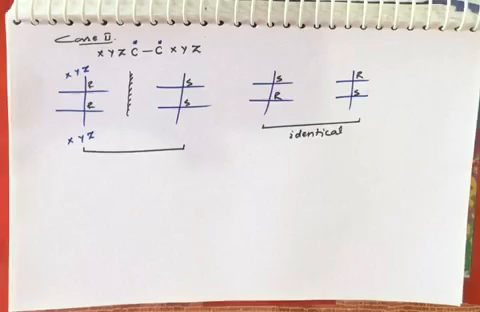 Case II.
x y z Ċ – Ċ x y z
x y z
R S S R
R S R S
x y z
identical